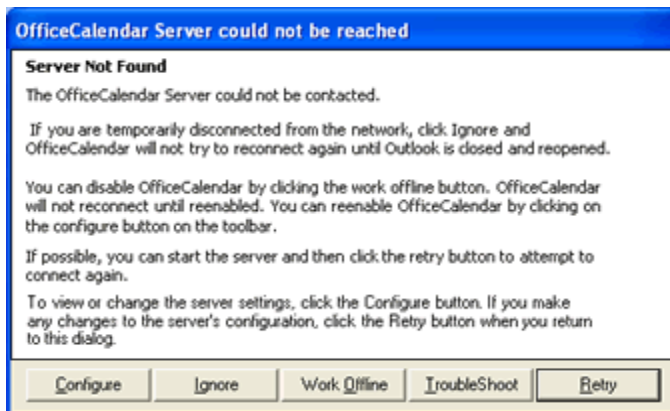 OfficeCalendar Server could not be reached
Server Not Found
The OfficeCalendar Server could not be contacted.
If you are temporarily disconnected from the network, click Ignore and
OfficeCalendar will not try to reconnect again until Outlook is closed and reopened.
You can disable OfficeCalendar by clicking the work offline button. OfficeCalendar
will not reconnect until reenabled. You can reenable OfficeCalendar by clicking on
the configure button on the toolbar.
If possible, you can start the server and then click the retry button to attempt to
connect again.
To view or change the server settings, click the Configure button. If you make
any changes to the server's configuration, click the Retry button when you return
to this dialog.
Configure Ignore Work Offline TroubleShoot Retry